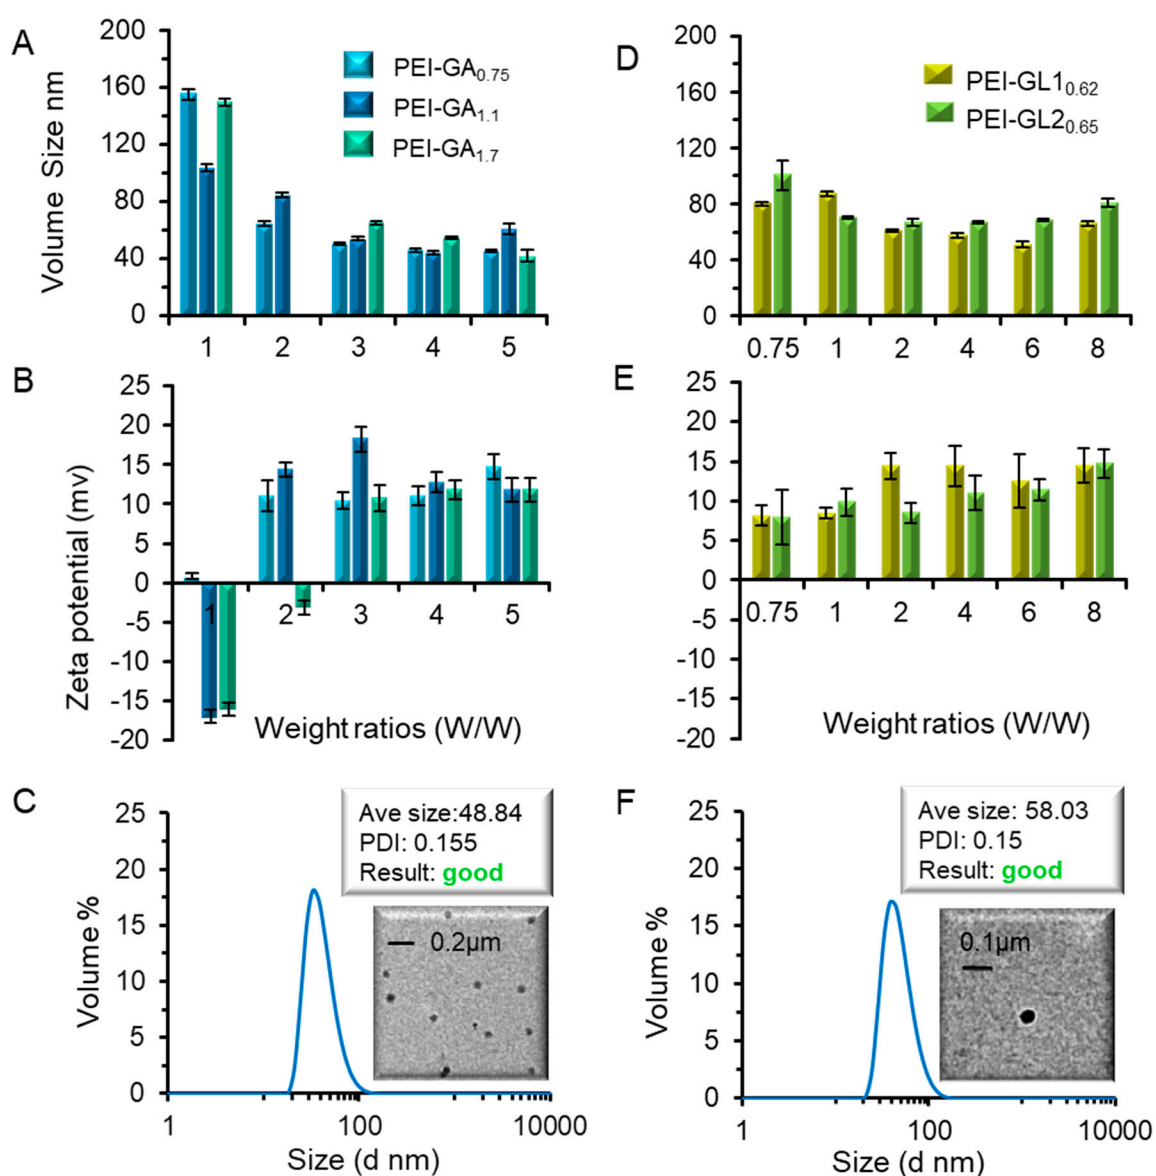 A
Volume Size nm
200
160
120
80
40
0
PEI-GA0.75
PEI-GA1.1
PEI-GA1.7
1 2 3 4 5
D
200
160
120
80
40
0
PEI-GL10.62
PEI-GL20.65
0.75 1 2 4 6 8
B
Zeta potential (mv)
25
20
15
10
5
0
-5
-10
-15
-20
1 2 3 4 5
Weight ratios (W/W)
E
25
20
15
10
5
0
-5
-10
-15
-20
0.75 1 2 4 6 8
Weight ratios (W/W)
C
Volume %
25
20
15
10
5
0
Ave size:48.84
PDI: 0.155
Result: good
0.2µm
1 100 10000
Size (d nm)
F
Volume %
25
20
15
10
5
0
Ave size: 58.03
PDI: 0.15
Result: good
0.1µm
1 100 10000
Size (d nm)